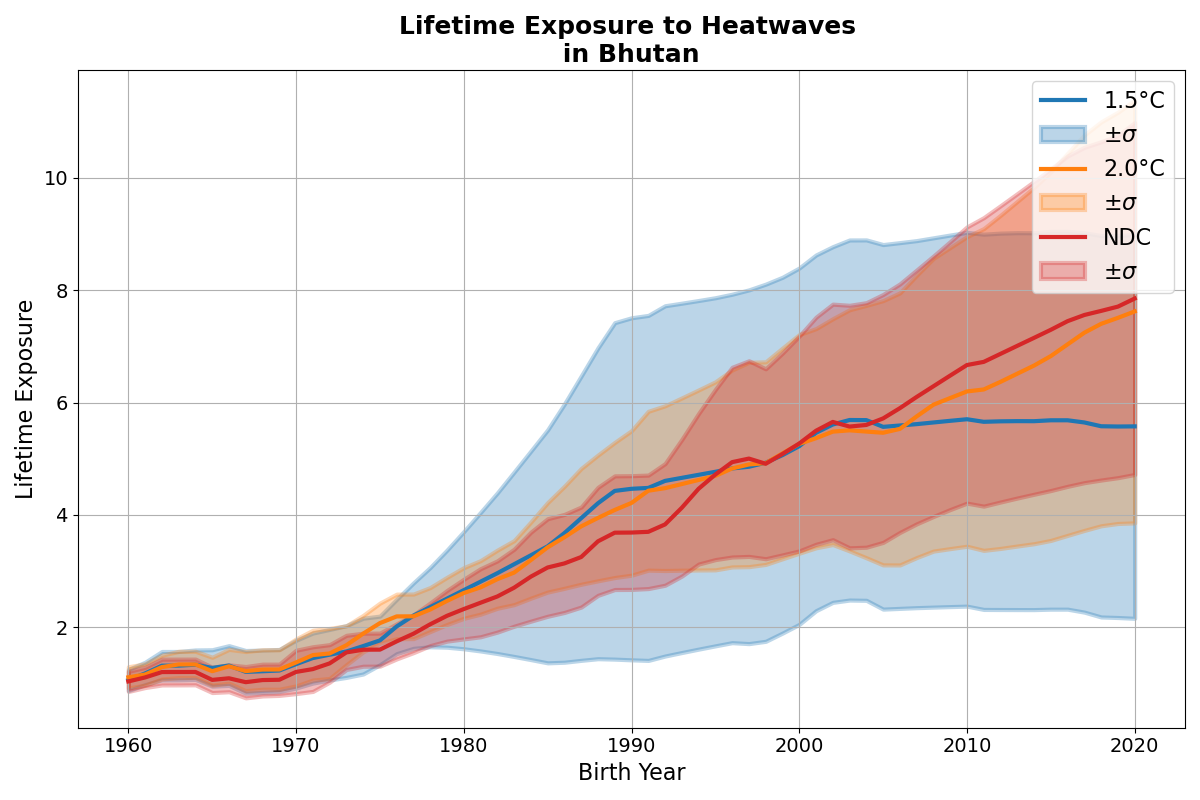 Lifetime Exposure to Heatwaves
in Bhutan
Lifetime Exposure
10
8
6
4
2
1960
1970
1980
1990
2000
2010
2020
Birth Year
1.5°C
±σ
2.0°C
±σ
NDC
±σ